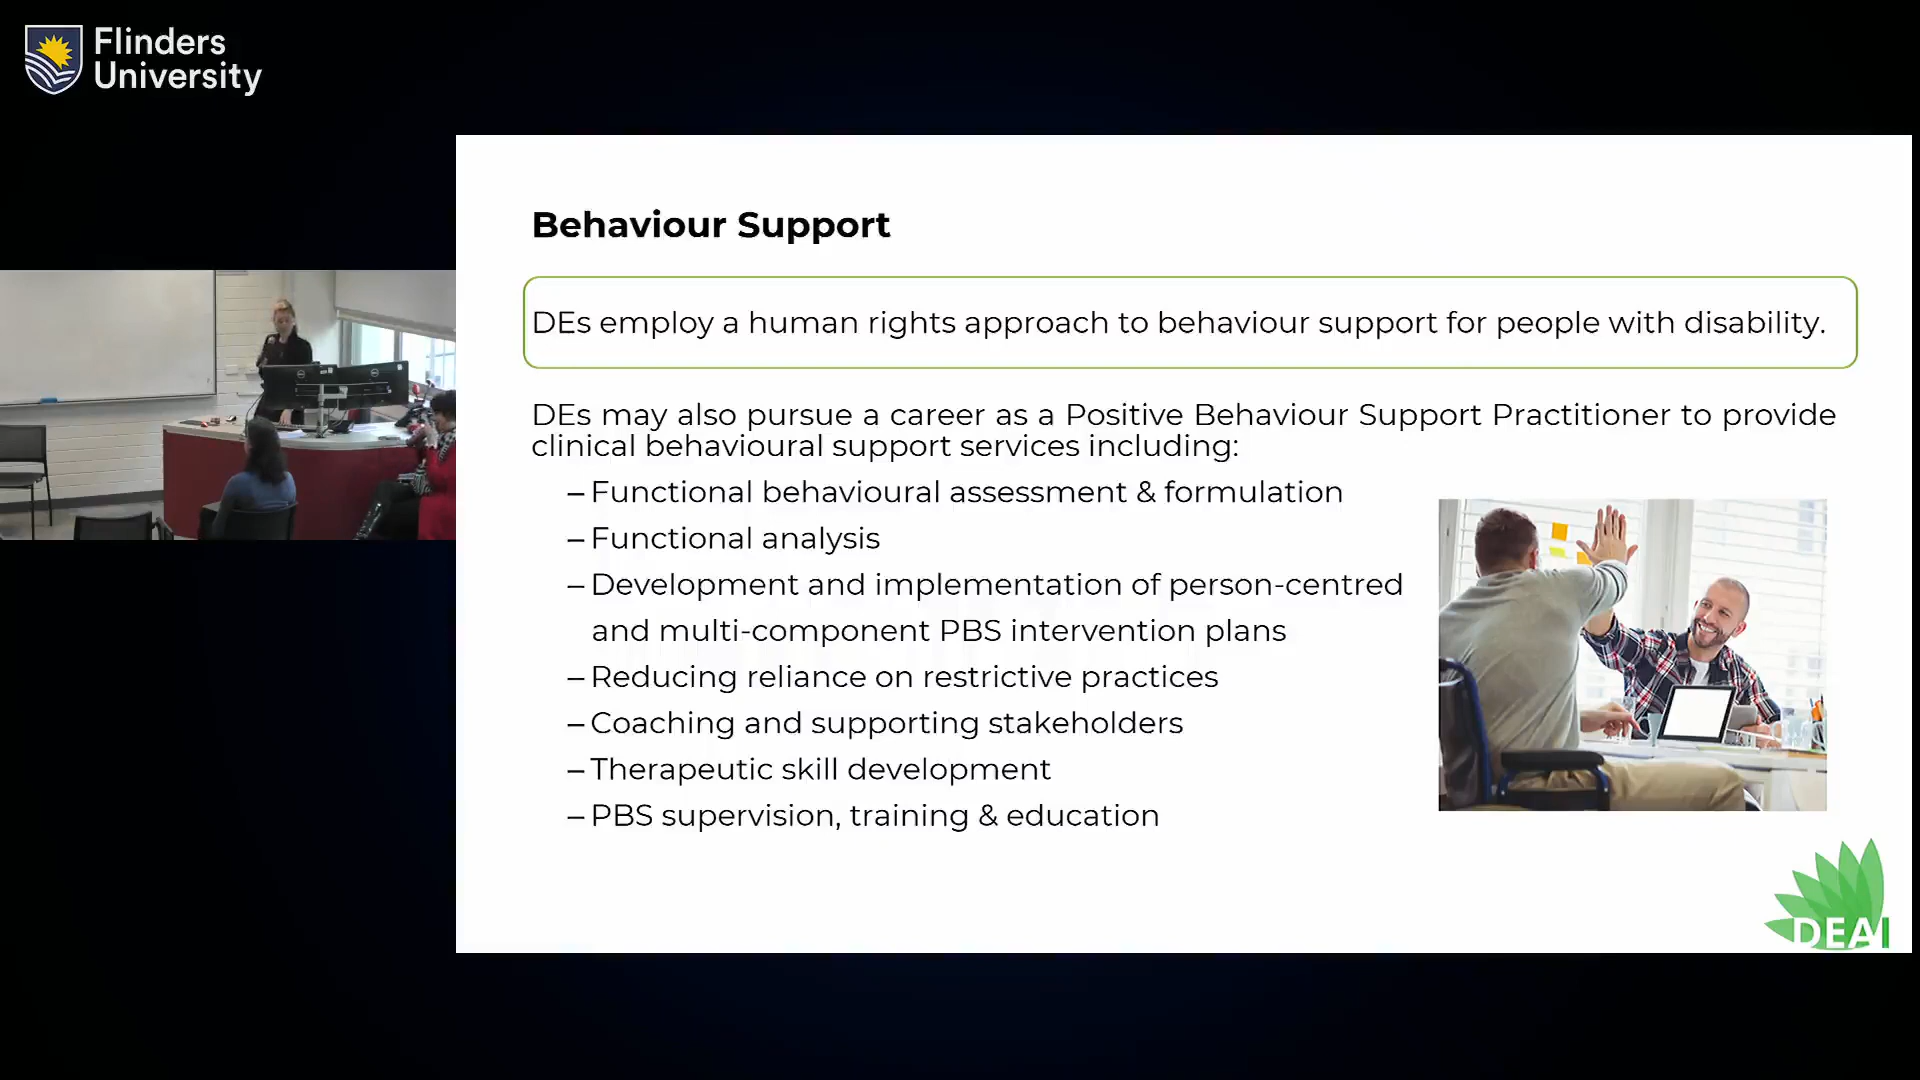 Flinders
University
Behaviour Support
DEs employ a human rights approach to behaviour support for people with disability.
DEs may also pursue a career as a Positive Behaviour Support Practitioner to provide
clinical behavioural support services including:
– Functional behavioural assessment & formulation
– Functional analysis
– Development and implementation of person-centred
and multi-component PBS intervention plans
– Reducing reliance on restrictive practices
– Coaching and supporting stakeholders
– Therapeutic skill development
– PBS supervision, training & education
DEAI